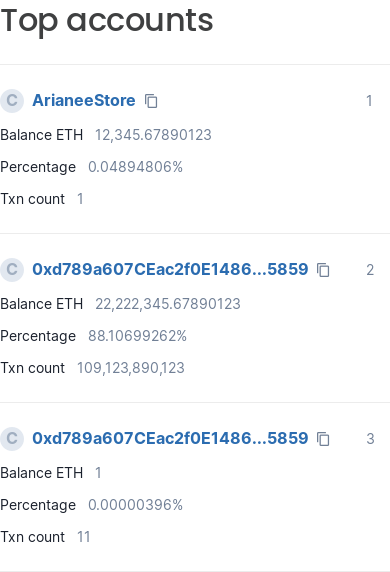 Top accounts
C ArianeeStore 1
Balance ETH 12,345.67890123
Percentage 0.04894806%
Txn count 1
C 0xd789a607CEac2f0E1486...5859 2
Balance ETH 22,222,345.67890123
Percentage 88.10699262%
Txn count 109,123,890,123
C 0xd789a607CEac2f0E1486...5859 3
Balance ETH 1
Percentage 0.00000396%
Txn count 11